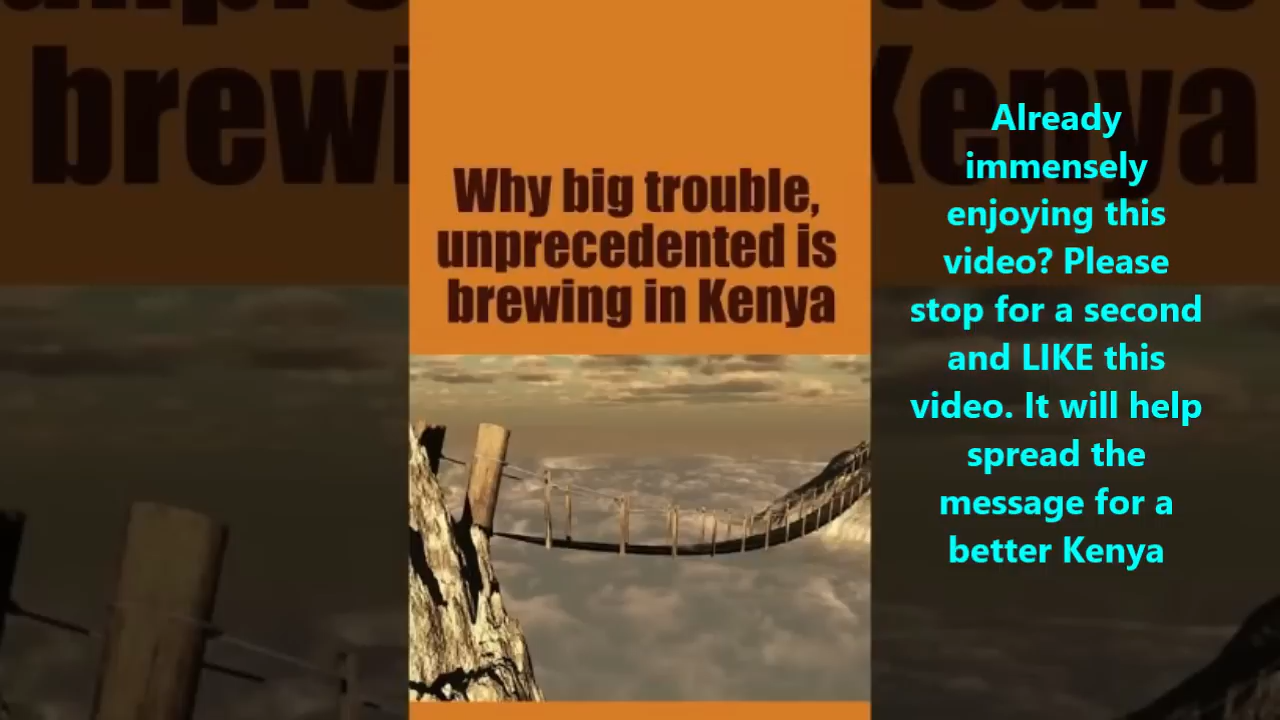 Why big trouble,
unprecedented is
brewing in Kenya
Already
immensely
enjoying this
video? Please
stop for a second
and LIKE this
video. It will help
spread the
message for a
better Kenya